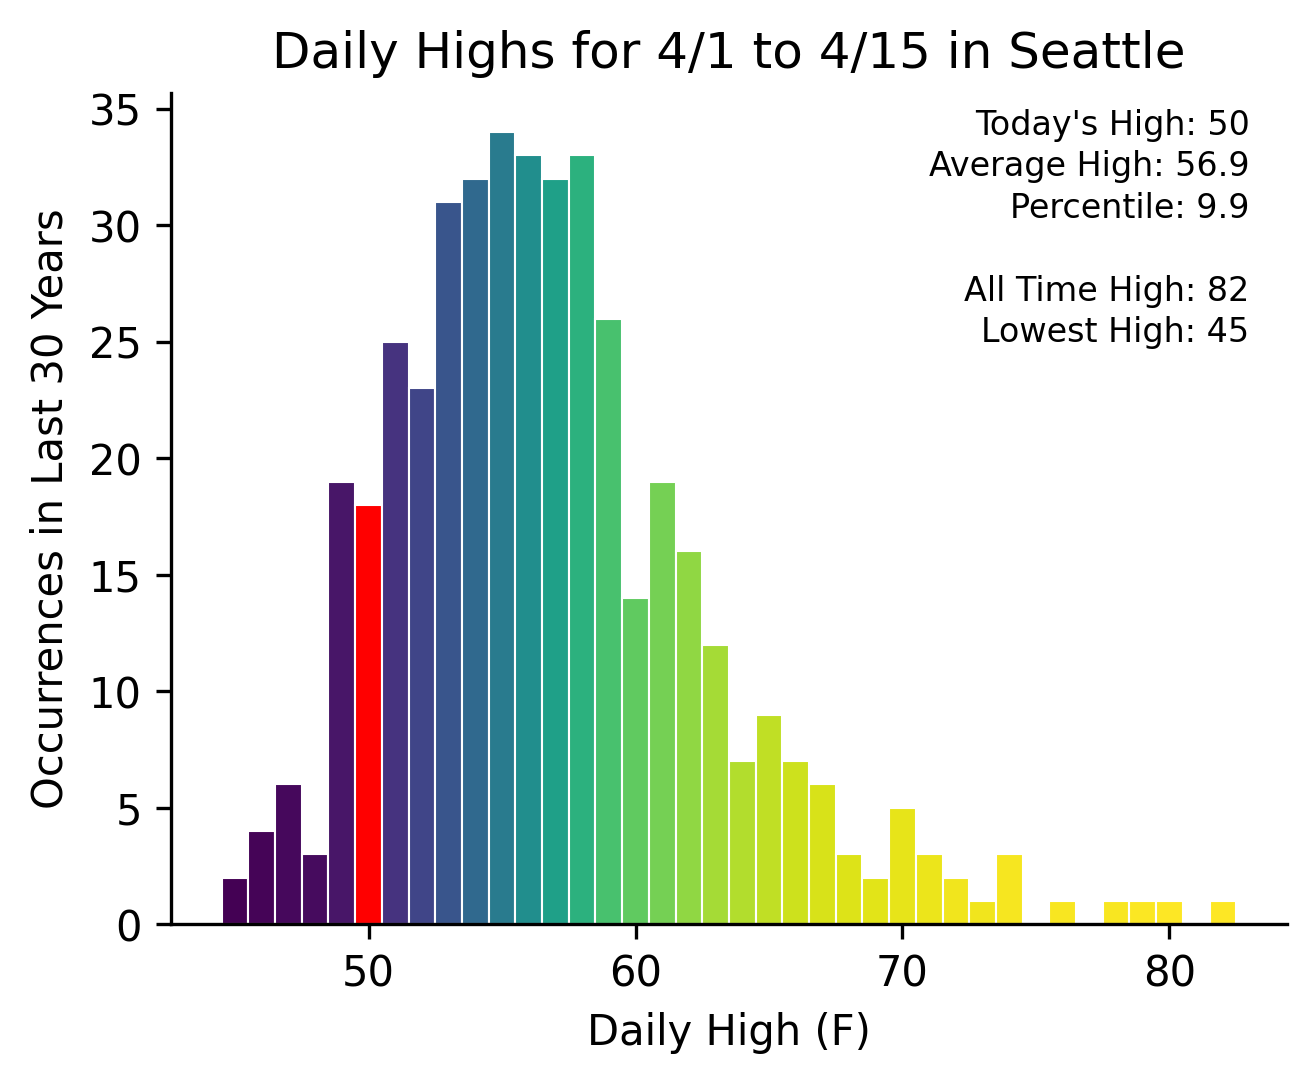 Daily Highs for 4/1 to 4/15 in Seattle
Today's High: 50
Average High: 56.9
Percentile: 9.9
All Time High: 82
Lowest High: 45
Occurrences in Last 30 Years
35
30
25
20
15
10
5
0
50 60 70 80
Daily High (F)